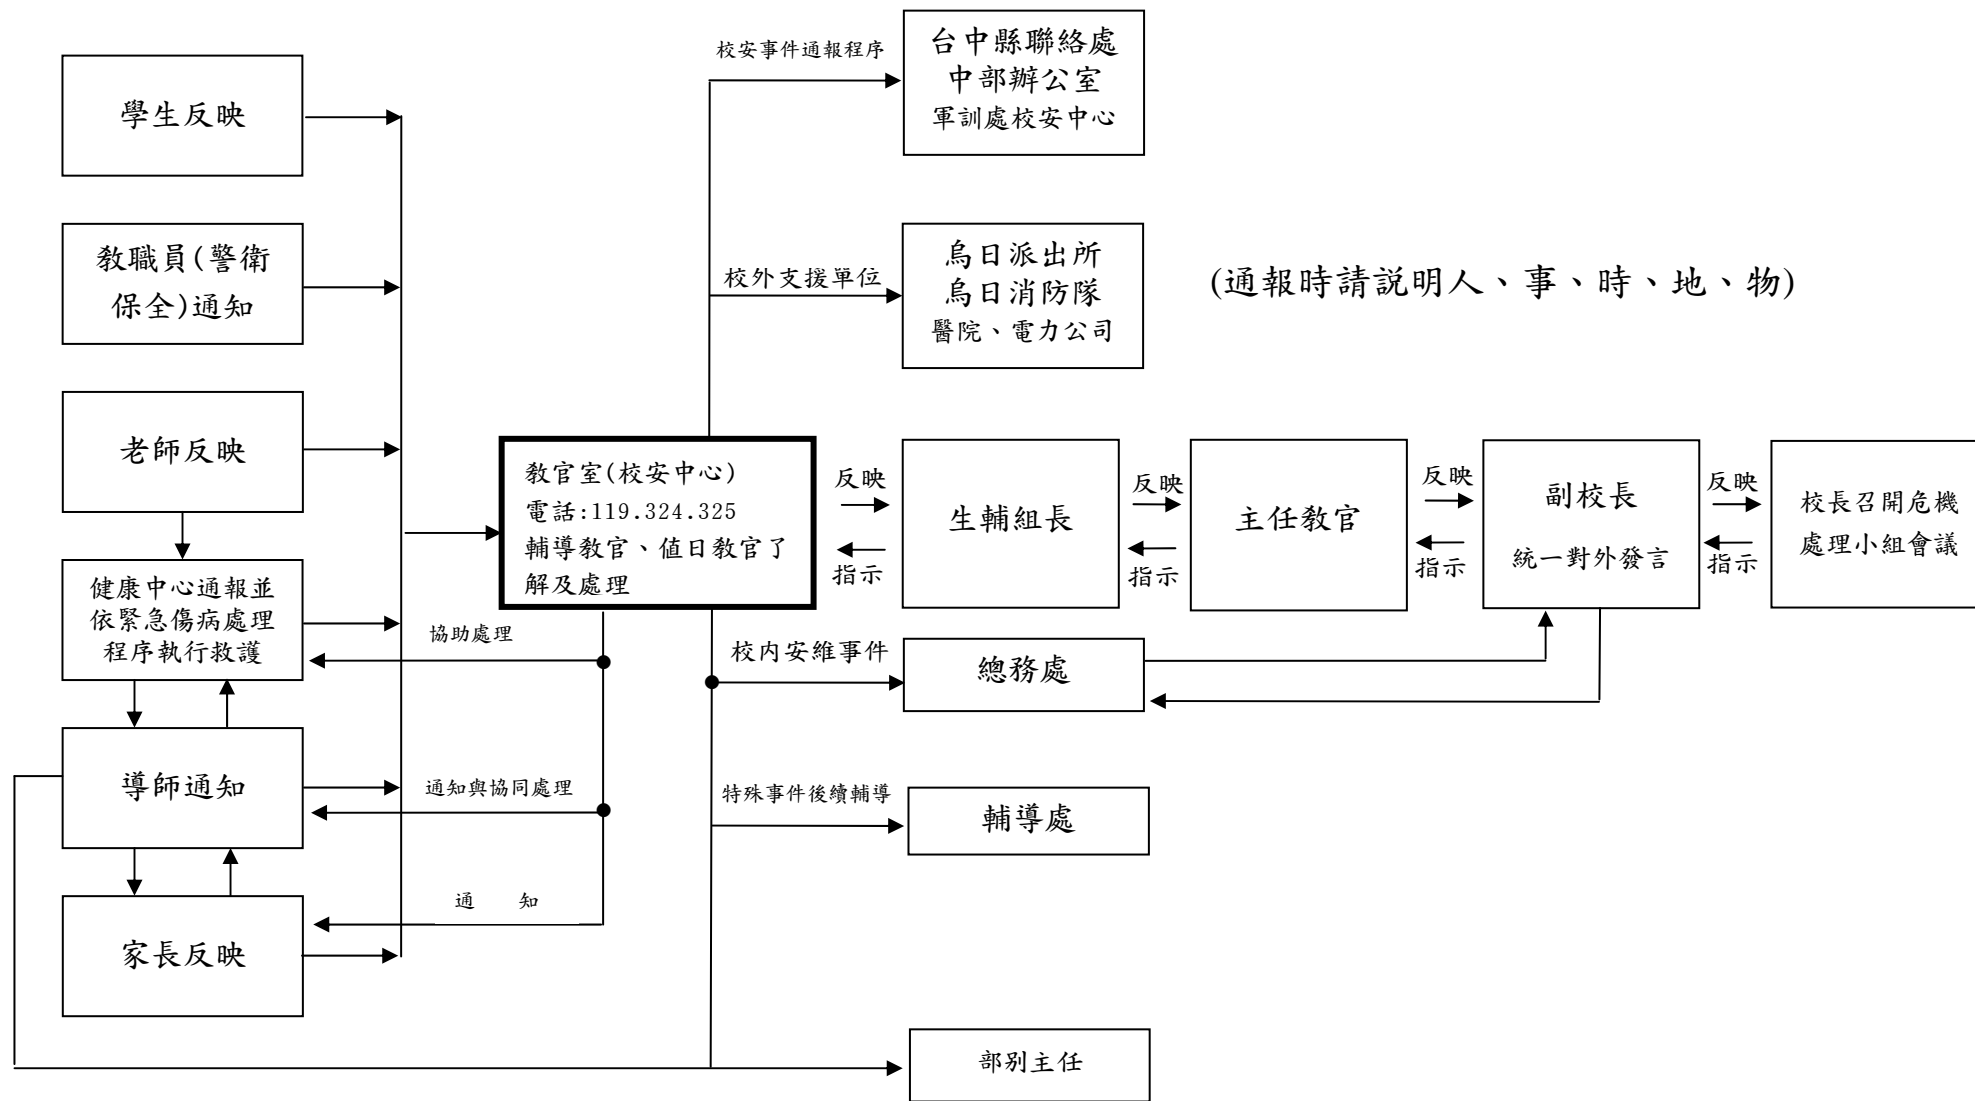 學生反映
教職員(警衛
保全)通知
老師反映
健康中心通報並
依緊急傷病處理
程序執行救護
導師通知
家長反映
教官室(校安中心)
電話:119.324.325
輔導教官、值日教官了
解及處理
協助處理
通知與協同處理
通 知
校安事件通報程序
台中縣聯絡處
中部辦公室
軍訓處校安中心
校外支援單位
烏日派出所
烏日消防隊
醫院、電力公司
(通報時請說明人、事、時、地、物)
反映
指示
生輔組長
反映
指示
主任教官
反映
指示
副校長
統一對外發言
反映
指示
校長召開危機
處理小組會議
校內安維事件
總務處
特殊事件後續輔導
輔導處
部別主任